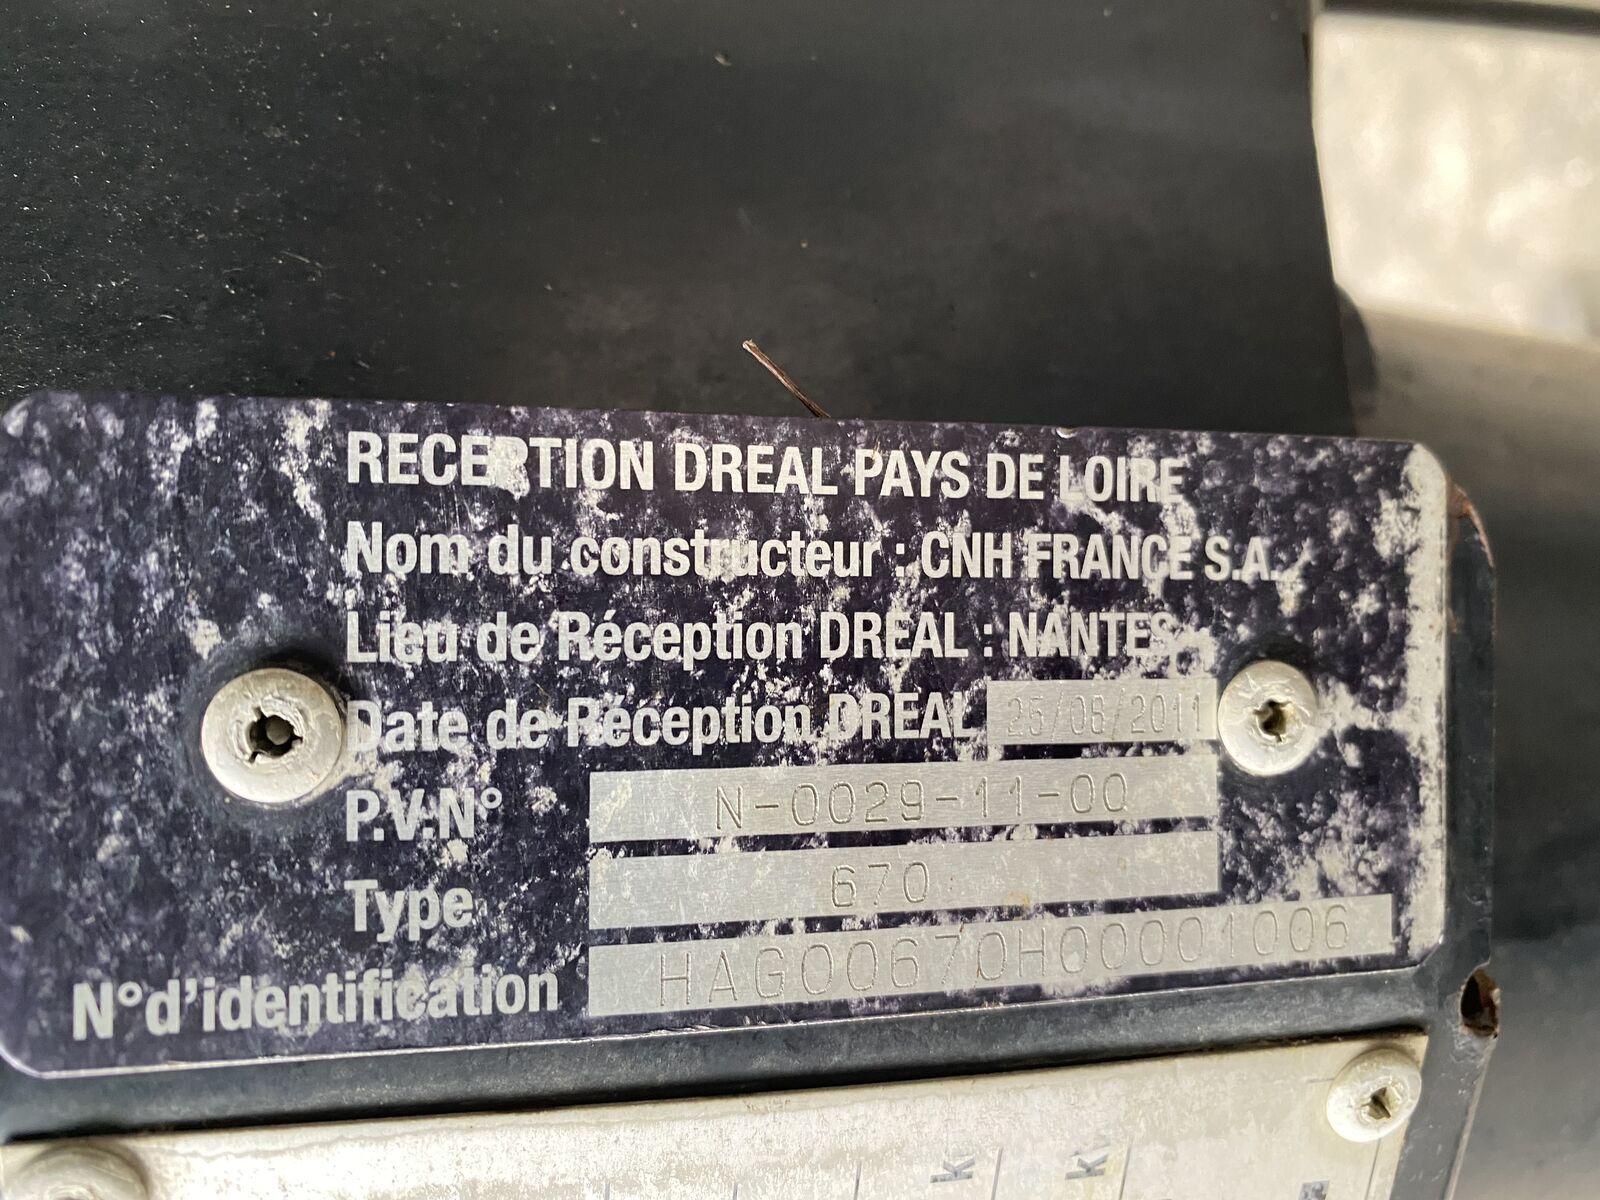 RECEPTION DREAL PAYS DE LOIRE
Nom du constructeur : CNH FRANCE S.A.
Lieu de Réception DREAL : NANTES
Date de Réception DREAL 25/08/2011
P.V.N° N-0029-11-00
Type 670
N°d'identification HAG00670H00001006